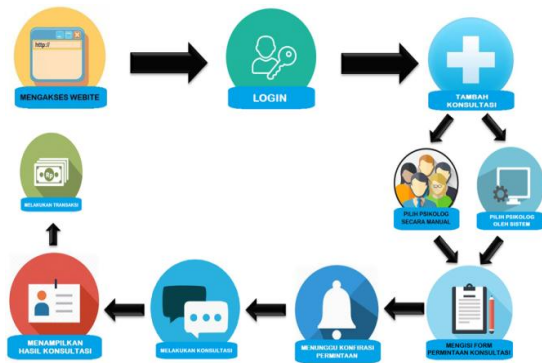 http://
MENGAKSES WEBITE
LOGIN
TAMBAH
KONSULTASI
PILIH PSIKOLOG
SECARA MANUAL
PILIH PSIKOLOG
OLEH SISTEM
MENGISI FORM
PERMINTAAN KONSULTASI
MENUNGGU KONFIRASI
PERMINTAAN
MELAKUKAN KONSULTASI
MENAMPILKAN
HASIL KONSULTASI
Rp
MELAKUKAN TRANSAKSI